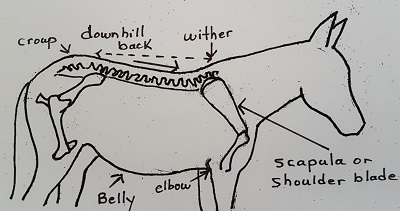 croup
downhill
back
wither
scapula or
shoulder blade
elbow
Belly